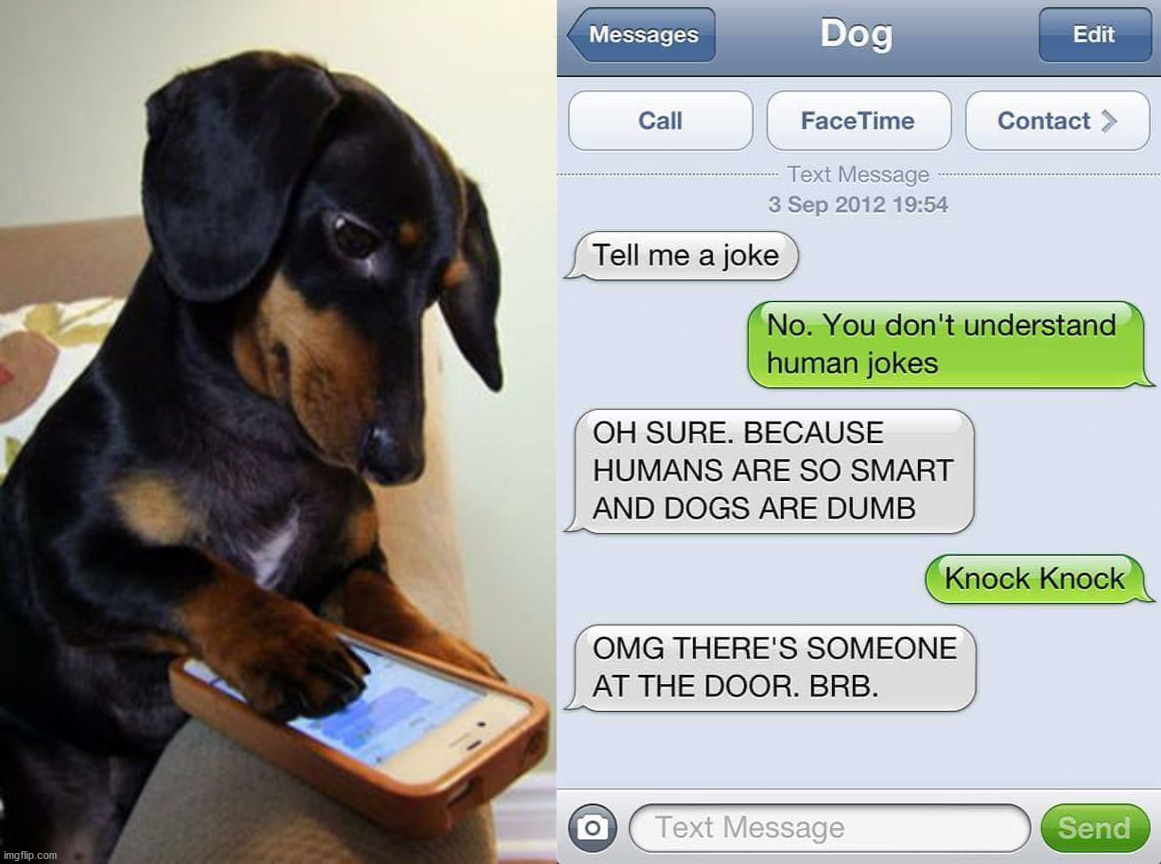 Messages
Dog
Edit
Call
FaceTime
Contact
Text Message
3 Sep 2012 19:54
Tell me a joke
No. You don't understand
human jokes
OH SURE. BECAUSE
HUMANS ARE SO SMART
AND DOGS ARE DUMB
Knock Knock
OMG THERE'S SOMEONE
AT THE DOOR. BRB.
Text Message
Send
imgflip.com